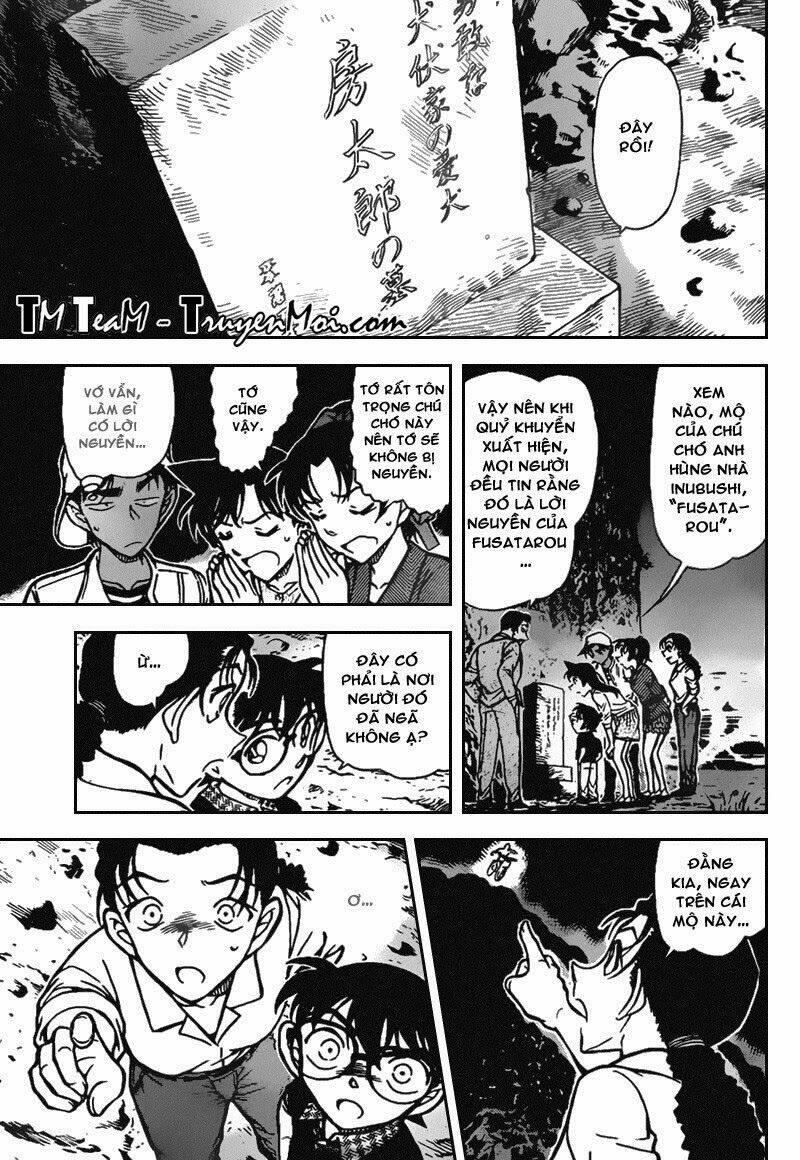 ĐÂY
RỒI!
勇敢な
犬伏家の愛犬
房太郎の墓
TM TeaM - TruyenMoi.com
XEM
NÀO, MỘ
CỦA CHÚ
CHÓ ANH
HÙNG NHÀ
INUBUSHI,
"FUSATA-
ROU".
VẬY NÊN KHI
QUỶ KHUYỂN
XUẤT HIỆN,
MỌI NGƯỜI
ĐỀU TIN RẰNG
ĐÓ LÀ LỜI
NGUYỀN CỦA
FUSATAROU
...
TỚ RẤT TÔN
TRỌNG CHÚ
CHÓ NÀY
NÊN TỚ SẼ
KHÔNG BỊ
NGUYỀN.
TỚ
CŨNG
VẬY.
VỚ VẨN,
LÀM GÌ
CÓ LỜI
NGUYỀN...
ĐÂY CÓ
PHẢI LÀ NƠI
NGƯỜI ĐÓ
ĐÃ NGÃ
KHÔNG Ạ?
Ừ...
ĐẰNG
KIA, NGAY
TRÊN CÁI
MỘ NÀY...
Ơ...